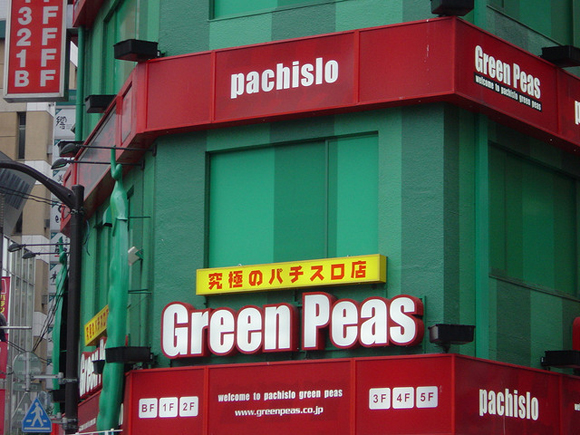 F
F
3F
2F
1F
B
pachislo
Green Peas
welcome to pachislo green peas
究極のパチスロ店
Green Peas
welcome to pachislo green peas
www.greenpeas.co.jp
BF 1F 2F
3F 4F 5F
pachislo